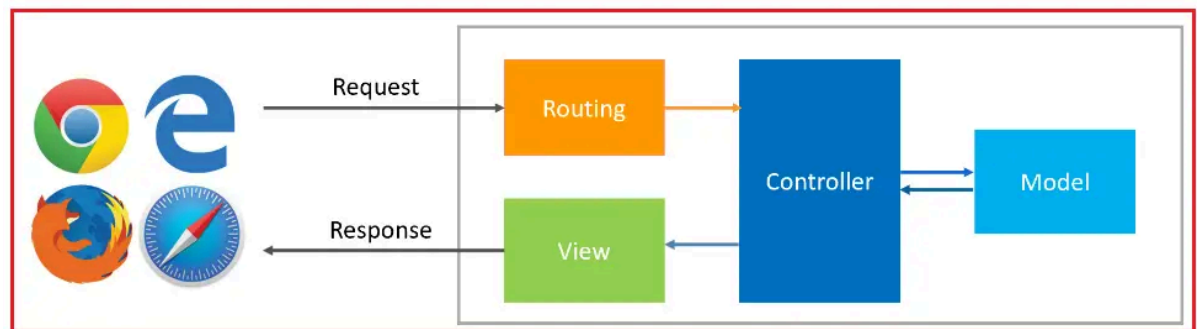 Request
Routing
Controller
Model
Response
View